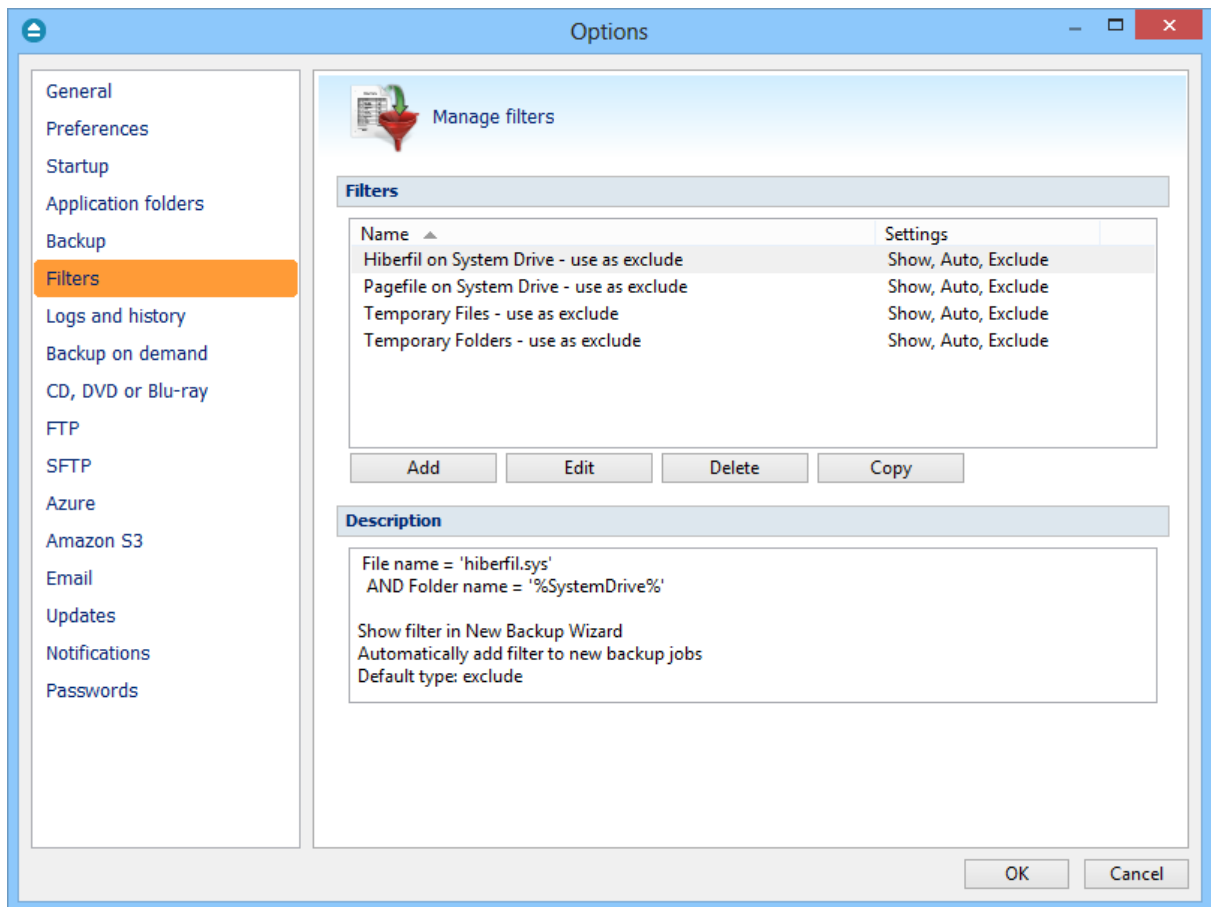 Options
General
Preferences
Startup
Application folders
Backup
Filters
Logs and history
Backup on demand
CD, DVD or Blu-ray
FTP
SFTP
Azure
Amazon S3
Email
Updates
Notifications
Passwords
Manage filters
Filters
Name Settings
Hiberfil on System Drive - use as exclude Show, Auto, Exclude
Pagefile on System Drive - use as exclude Show, Auto, Exclude
Temporary Files - use as exclude Show, Auto, Exclude
Temporary Folders - use as exclude Show, Auto, Exclude
Add Edit Delete Copy
Description
File name = 'hiberfil.sys'
AND Folder name = '%SystemDrive%'
Show filter in New Backup Wizard
Automatically add filter to new backup jobs
Default type: exclude
OK Cancel